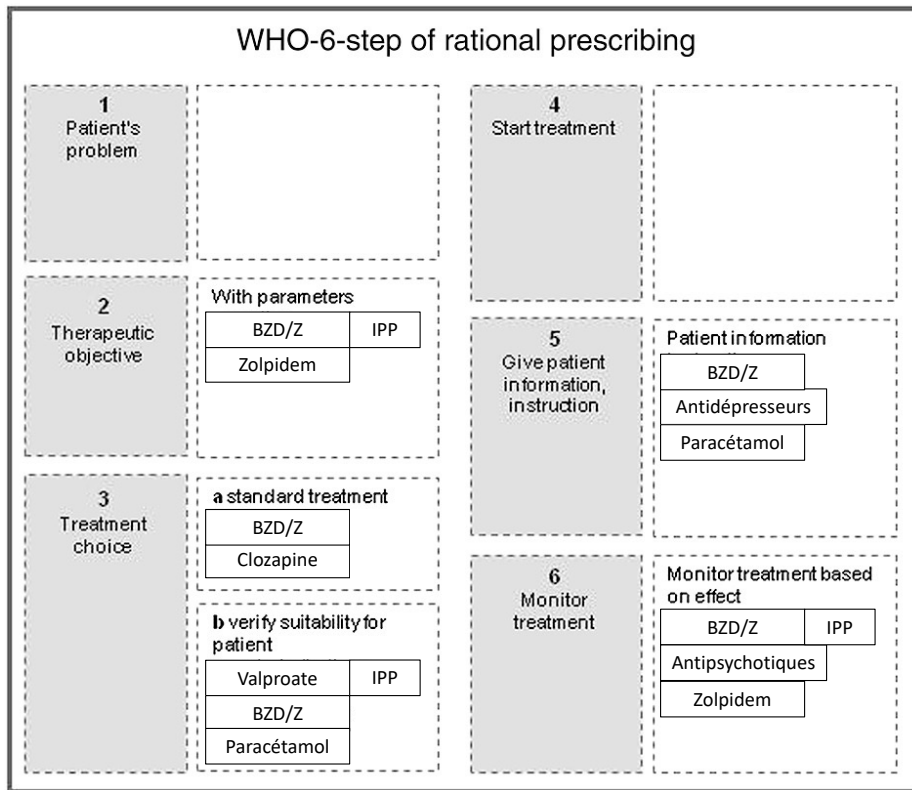 WHO-6-step of rational prescribing
1
Patient's
problem
2
Therapeutic
objective
With parameters
BZD/Z
IPP
Zolpidem
3
Treatment
choice
a standard treatment
BZD/Z
Clozapine
b verify suitability for
patient
Valproate
IPP
BZD/Z
Paracétamol
4
Start treatment
5
Give patient
information,
instruction
Patient information
BZD/Z
Antidépresseurs
Paracétamol
6
Monitor
treatment
Monitor treatment based
on effect
BZD/Z
IPP
Antipsychotiques
Zolpidem